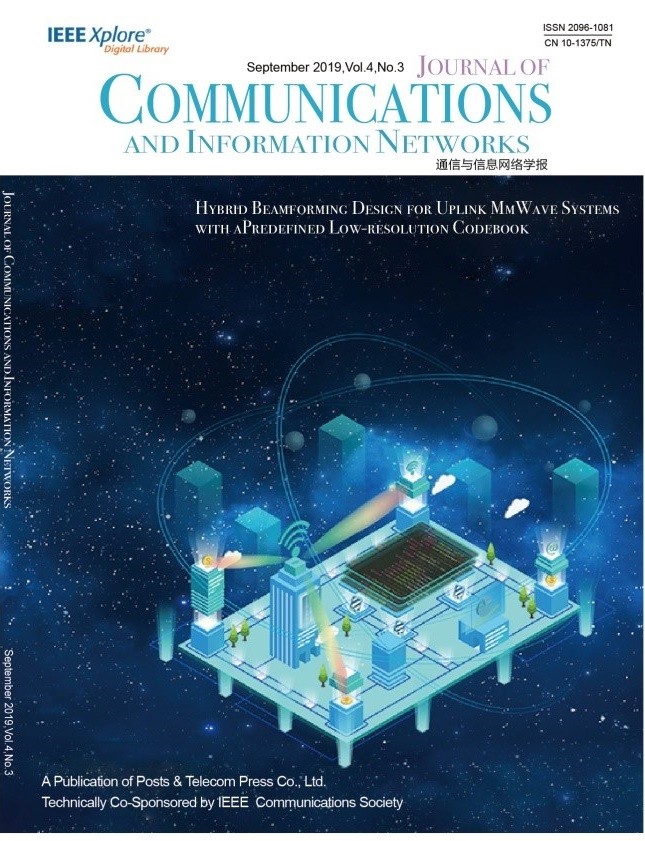 IEEE Xplore®
Digital Library
ISSN 2096-1081
CN 10-1375/TN
September 2019,Vol.4,No.3 JOURNAL OF
COMMUNICATIONS
AND INFORMATION NETWORKS
通信与信息网络学报
HYBRID BEAMFORMING DESIGN FOR UPLINK MMWAVE SYSTEMS
WITH APREDEFINED LOW-RESOLUTION CODEBOOK
JOURNAL OF COMMUNICATIONS AND INFORMATION NETWORKS
September 2019,Vol.4,No.3
A Publication of Posts & Telecom Press Co., Ltd.
Technically Co-Sponsored by IEEE Communications Society